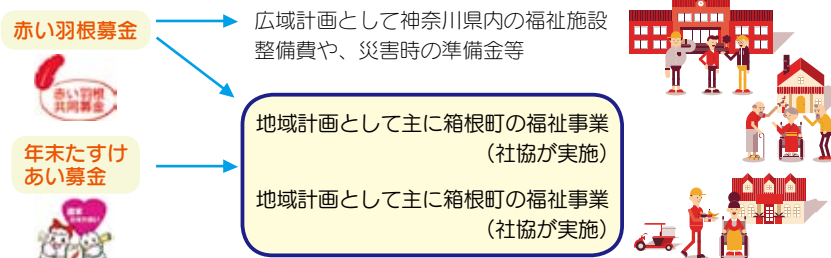 赤い羽根募金
広域計画として神奈川県内の福祉施設
整備費や、災害時の準備金等
赤い羽根
共同募金
地域計画として主に箱根町の福祉事業
（社協が実施）
年末たすけ
あい募金
地域計画として主に箱根町の福祉事業
（社協が実施）